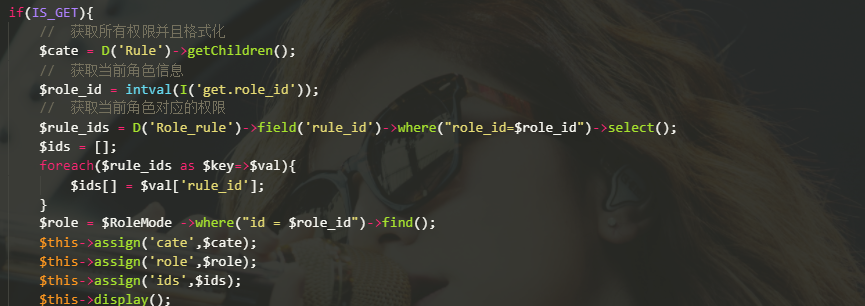 if(IS_GET){
// 获取所有权限并且格式化
$cate = D('Rule')->getChildren();
// 获取当前角色信息
$role_id = intval(I('get.role_id'));
// 获取当前角色对应的权限
$rule_ids = D('Role_rule')->field('rule_id')->where("role_id=$role_id")->select();
$ids = [];
foreach($rule_ids as $key=>$val){
$ids[] = $val['rule_id'];
}
$role = $RoleMode ->where("id = $role_id")->find();
$this->assign('cate',$cate);
$this->assign('role',$role);
$this->assign('ids',$ids);
$this->display();